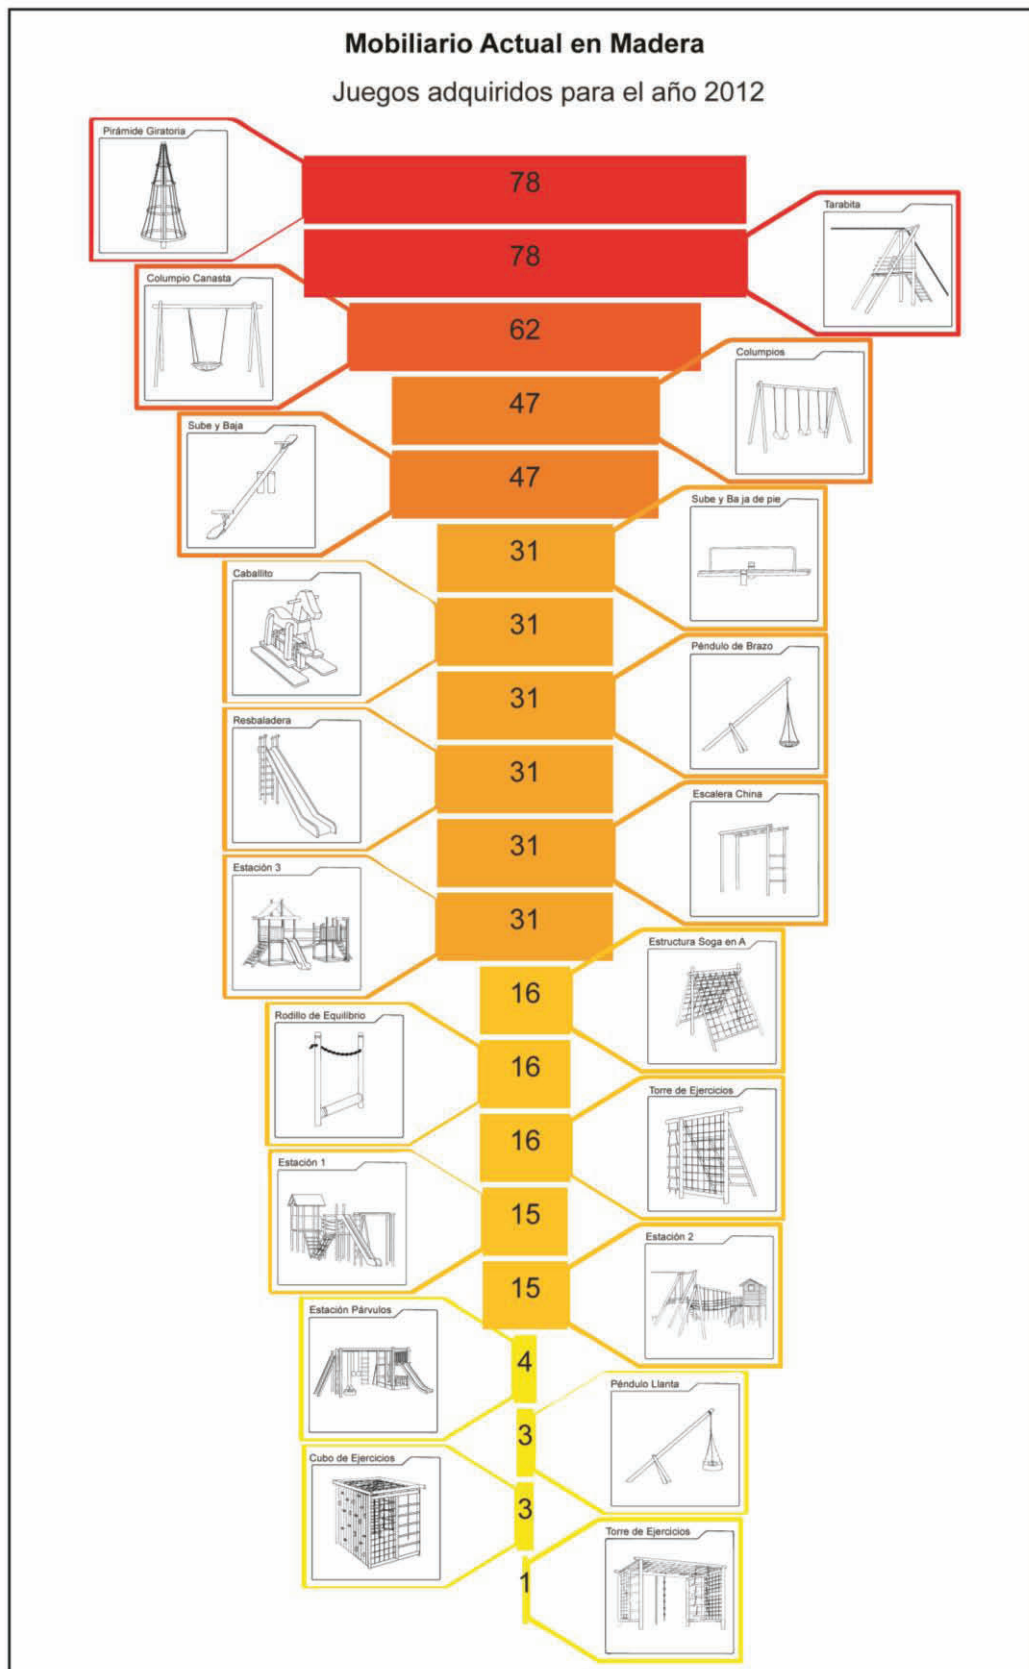 Mobiliario Actual en Madera
Juegos adquiridos para el año 2012
Pirámide Giratoria
78
Tarabita
78
Columpio Canasta
62
Columpios
47
Sube y Baja
47
Sube y Ba ja de pie
31
Caballito
31
Péndulo de Brazo
31
Resbaladera
31
Escalera China
31
Estación 3
31
Estructura Soga en A
16
Rodillo de Equilibrio
16
Torre de Ejercicios
16
Estación 1
15
Estación 2
15
Estación Párvulos
4
Péndulo Llanta
3
Cubo de Ejercicios
3
Torre de Ejercicios
1